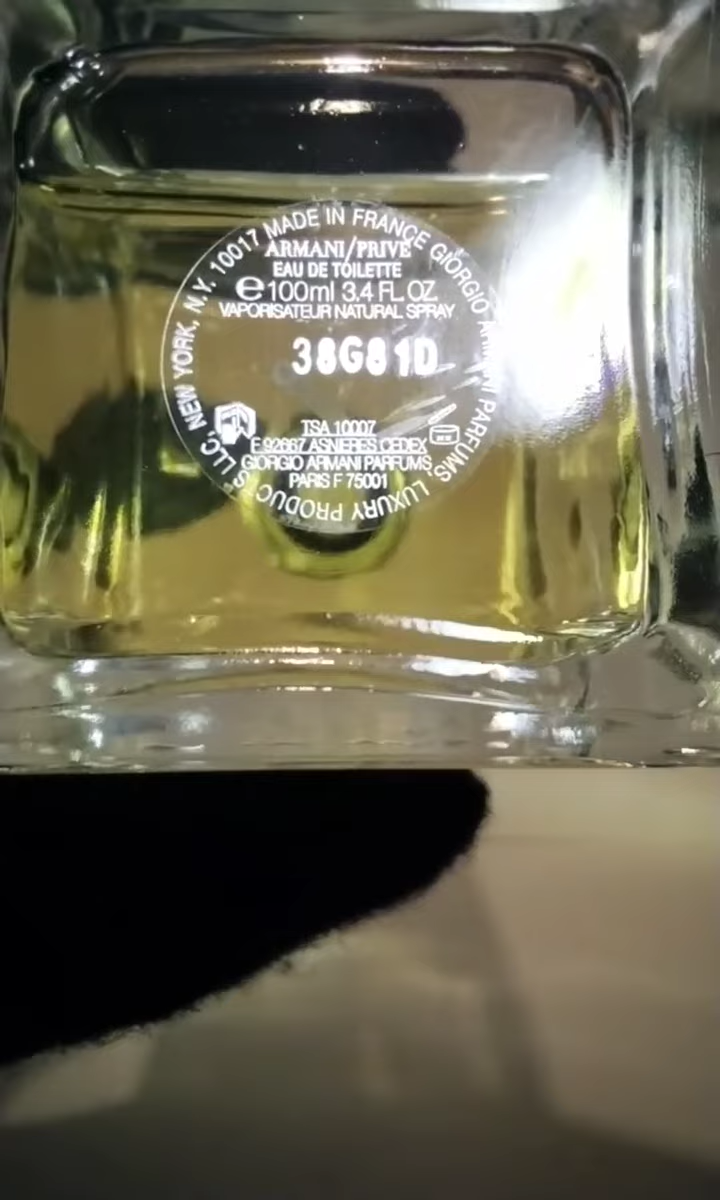 MADE IN FRANCE GIORGIO ARMANI PARFUMS, LUXURY PRODUCTS LLC, NEW YORK, N.Y. 10017
ARMANI/PRIVÉ
EAU DE TOILETTE
e 100ml 3.4 FL. OZ
VAPORISATEUR NATURAL SPRAY
38G81D
TSA 10007
F 92667 ASNIERES CEDEX
GIORGIO ARMANI PARFUMS
PARIS F 75001